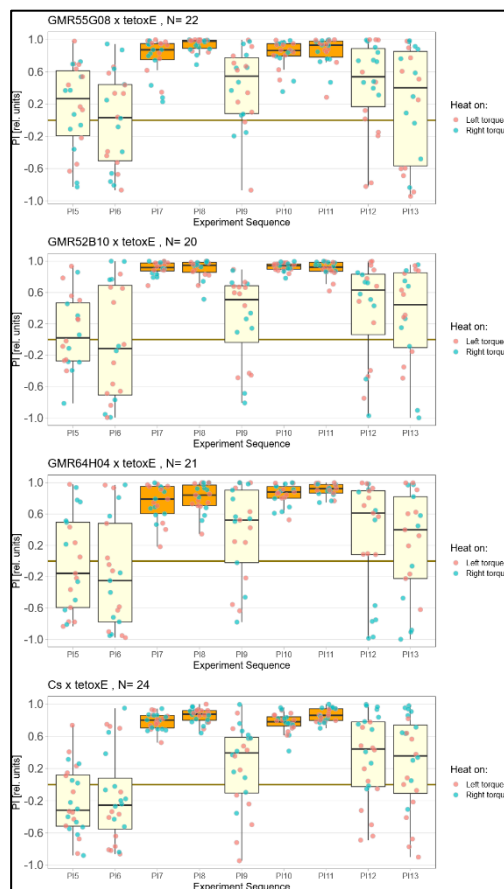 GMR55G08 x tetoxE , N= 22
PI [rel. units]
1.0
0.6
0.2
-0.2
-0.6
-1.0
PI5 PI6 PI7 PI8 PI9 PI10 PI11 PI12 PI13
Experiment Sequence
Heat on:
Left torque
Right torque
GMR52B10 x tetoxE , N= 20
PI [rel. units]
1.0
0.6
0.2
-0.2
-0.6
-1.0
PI5 PI6 PI7 PI8 PI9 PI10 PI11 PI12 PI13
Experiment Sequence
Heat on:
Left torque
Right torque
GMR64H04 x tetoxE , N= 21
PI [rel. units]
1.0
0.6
0.2
-0.2
-0.6
-1.0
PI5 PI6 PI7 PI8 PI9 PI10 PI11 PI12 PI13
Experiment Sequence
Heat on:
Left torque
Right torque
Cs x tetoxE , N= 24
PI [rel. units]
1.0
0.6
0.2
-0.2
-0.6
-1.0
PI5 PI6 PI7 PI8 PI9 PI10 PI11 PI12 PI13
Experiment Sequence
Heat on:
Left torque
Right torque